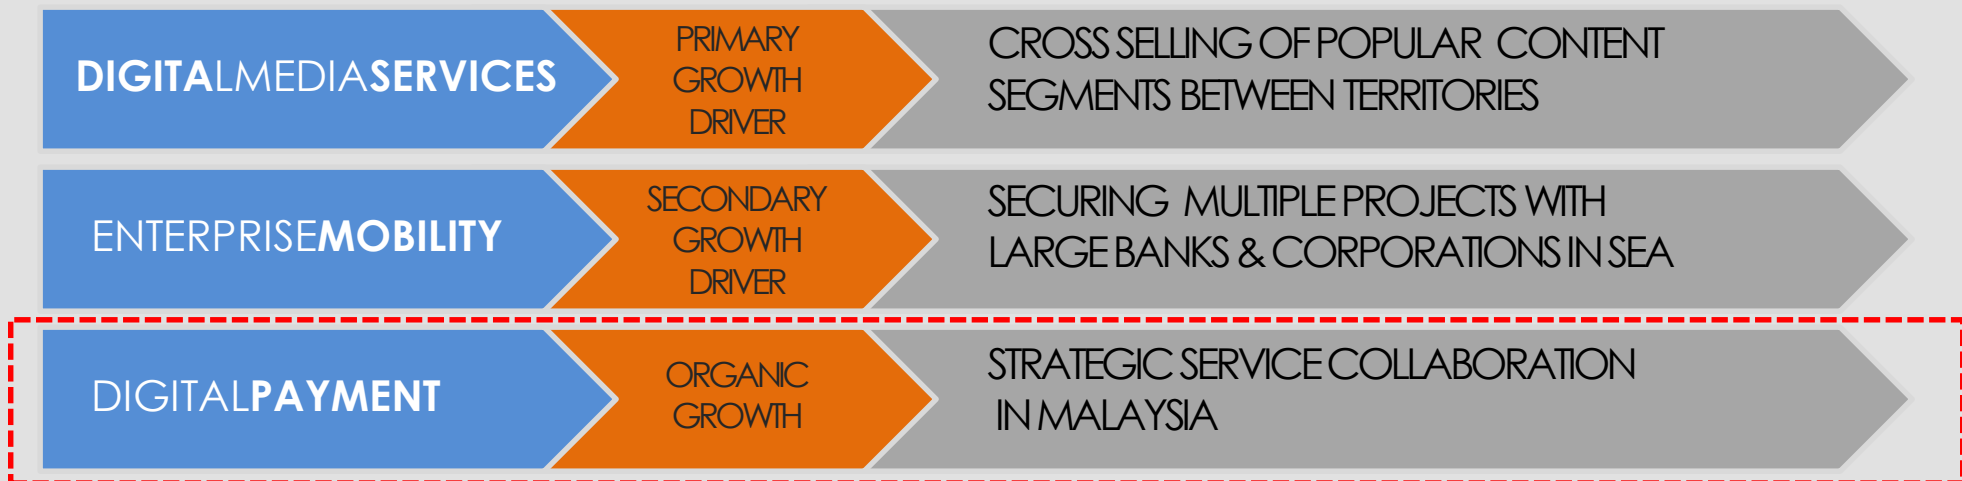 DIGITALMEDIASERVICES
PRIMARY
GROWTH
DRIVER
CROSS SELLING OF POPULAR CONTENT
SEGMENTS BETWEEN TERRITORIES
ENTERPRISEMOBILITY
SECONDARY
GROWTH
DRIVER
SECURING MULTIPLE PROJECTS WITH
LARGE BANKS & CORPORATIONS IN SEA
DIGITALPAYMENT
ORGANIC
GROWTH
STRATEGIC SERVICE COLLABORATION
IN MALAYSIA